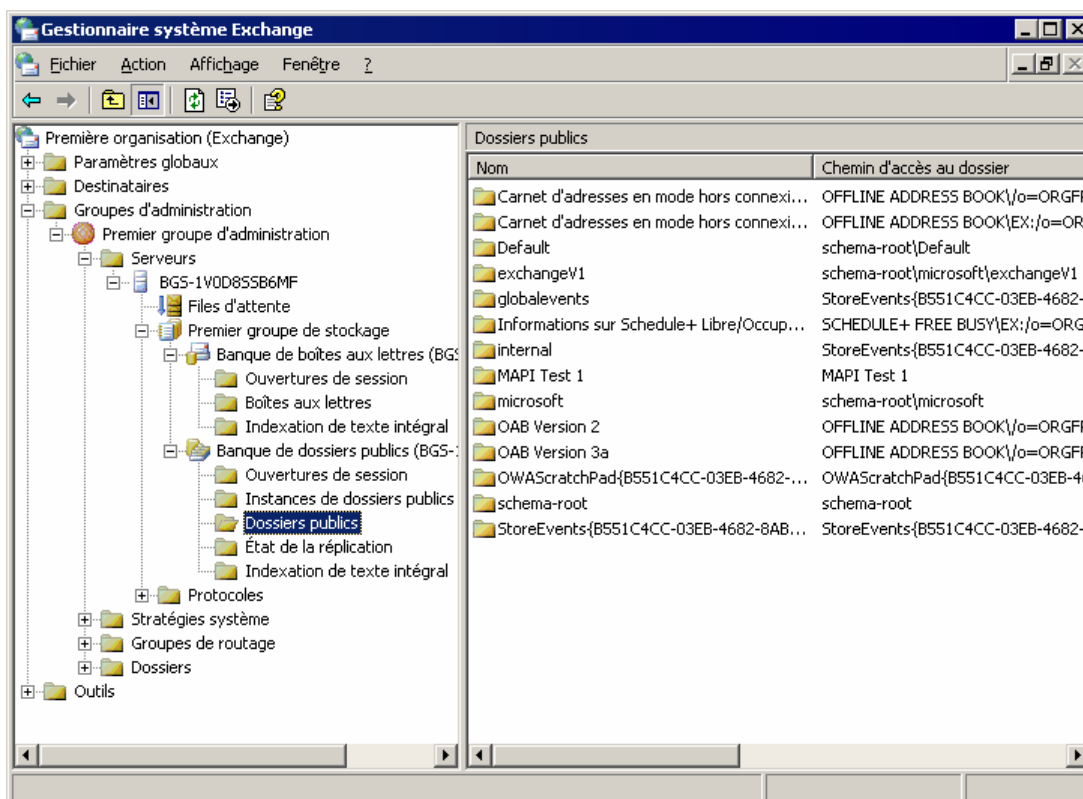 Gestionnaire système Exchange
Fichier Action Affichage Fenêtre ?
Première organisation (Exchange)
Paramètres globaux
Destinataires
Groupes d'administration
Premier groupe d'administration
Serveurs
BGS-1V0D8SSB6MF
Files d'attente
Premier groupe de stockage
Banque de boîtes aux lettres (BGS
Ouvertures de session
Boîtes aux lettres
Indexation de texte intégral
Banque de dossiers publics (BGS-
Ouvertures de session
Instances de dossiers publics
Dossiers publics
État de la réplication
Indexation de texte intégral
Protocoles
Stratégies système
Groupes de routage
Dossiers
Outils
Dossiers publics
Nom Chemin d'accès au dossier
Carnet d'adresses en mode hors connexi... OFFLINE ADDRESS BOOK\/o=ORGFF
Carnet d'adresses en mode hors connexi... OFFLINE ADDRESS BOOK\EX:/o=OR
Default schema-root\Default
exchangeV1 schema-root\microsoft\exchangeV1
globalevents StoreEvents{B551C4CC-03EB-4682-
Informations sur Schedule+ Libre/Occup... SCHEDULE+ FREE BUSY\EX:/o=ORG
internal StoreEvents{B551C4CC-03EB-4682-
MAPI Test 1 MAPI Test 1
microsoft schema-root\microsoft
OAB Version 2 OFFLINE ADDRESS BOOK\/o=ORGFF
OAB Version 3a OFFLINE ADDRESS BOOK\/o=ORGFF
OWAScratchPad{B551C4CC-03EB-4682-... OWAScratchPad{B551C4CC-03EB-46
schema-root schema-root
StoreEvents{B551C4CC-03EB-4682-8AB... StoreEvents{B551C4CC-03EB-4682-